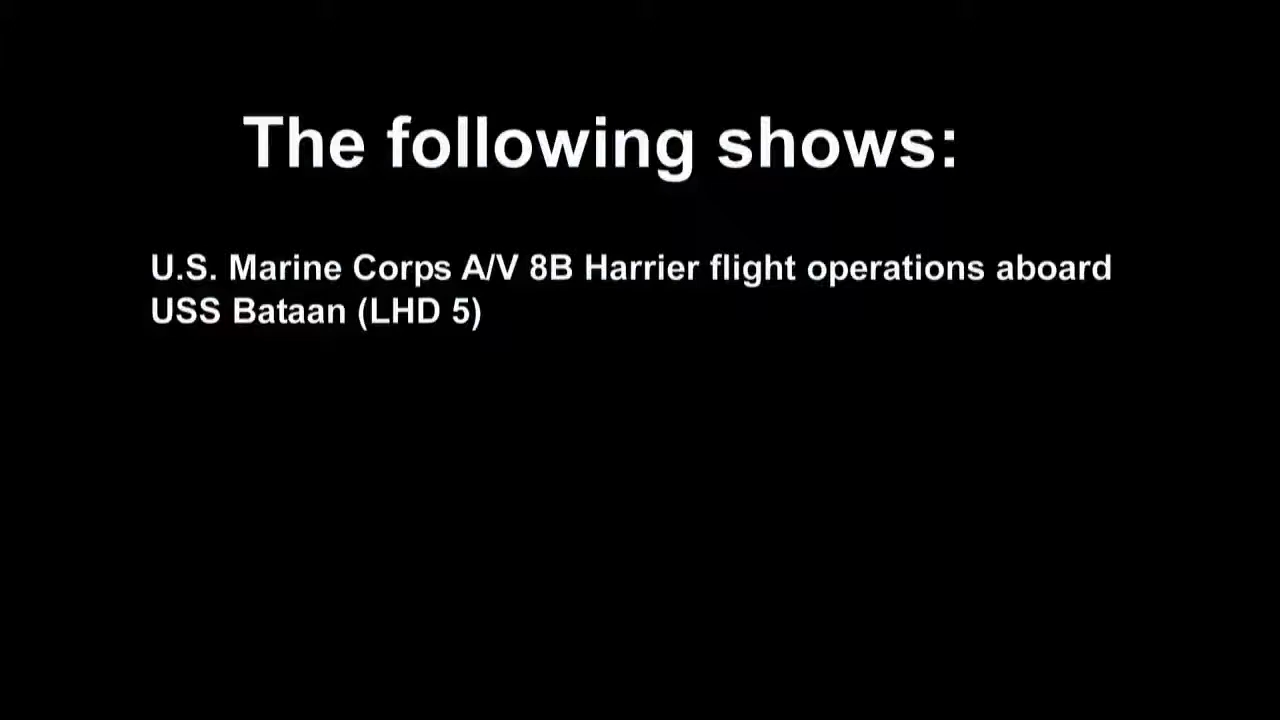 The following shows:
U.S. Marine Corps A/V 8B Harrier flight operations aboard
USS Bataan (LHD 5)